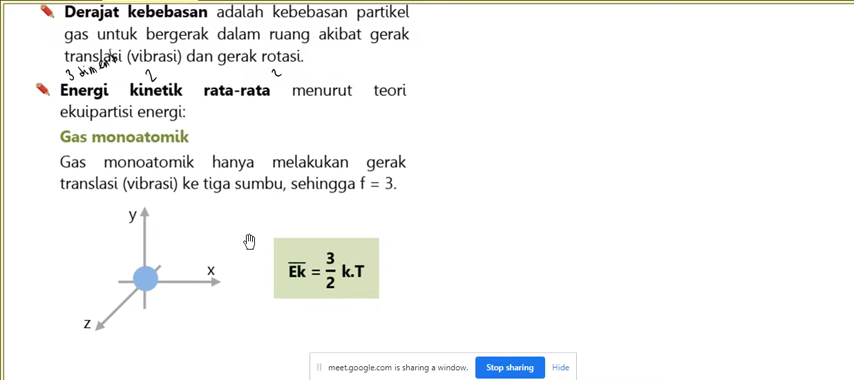 Derajat kebebasan adalah kebebasan partikel
gas untuk bergerak dalam ruang akibat gerak
translasi (vibrasi) dan gerak rotasi.
3 dimensi 2 2
Energi kinetik rata-rata menurut teori
ekuipartisi energi:
Gas monoatomik
Gas monoatomik hanya melakukan gerak
translasi (vibrasi) ke tiga sumbu, sehingga f = 3.
y
x
z
Ek = 3/2 k.T
meet.google.com is sharing a window. Stop sharing Hide